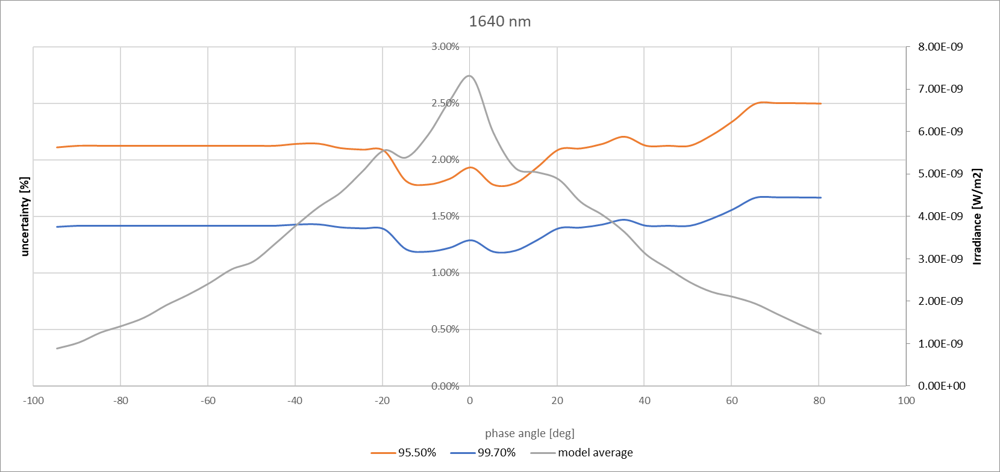 1640 nm
3.00%
2.50%
2.00%
1.50%
1.00%
0.50%
0.00%
8.00E-09
7.00E-09
6.00E-09
5.00E-09
4.00E-09
3.00E-09
2.00E-09
1.00E-09
0.00E+00
uncertainty [%]
Irradiance [W/m2]
-100 -80 -60 -40 -20 0 20 40 60 80 100
phase angle [deg]
95.50% 99.70% model average